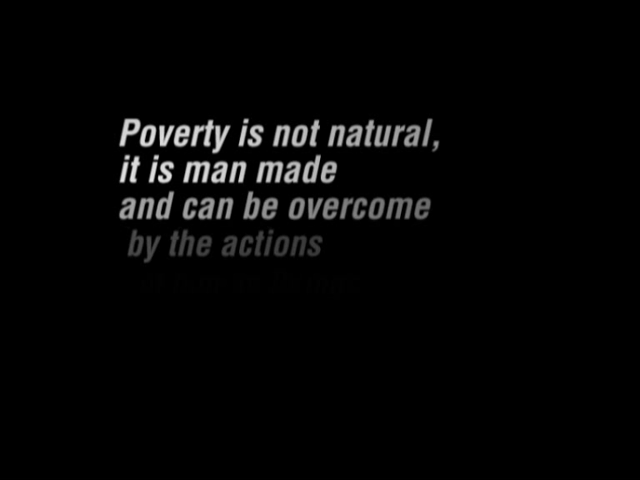 Poverty is not natural,
it is man made
and can be overcome
by the actions